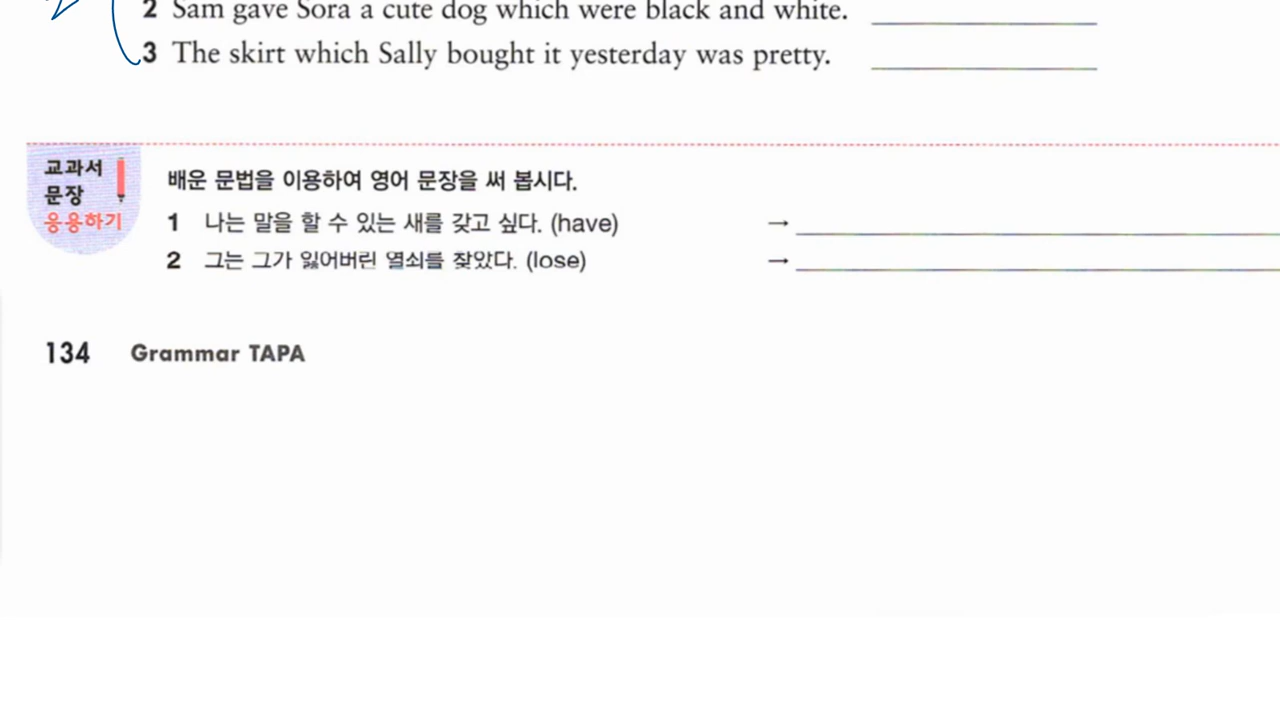 2 Sam gave Sora a cute dog which were black and white.
3 The skirt which Sally bought it yesterday was pretty.
교과서
문장
응용하기
배운 문법을 이용하여 영어 문장을 써 봅시다.
1 나는 말을 할 수 있는 새를 갖고 싶다. (have) →
2 그는 그가 잃어버린 열쇠를 찾았다. (lose) →
134 Grammar TAPA